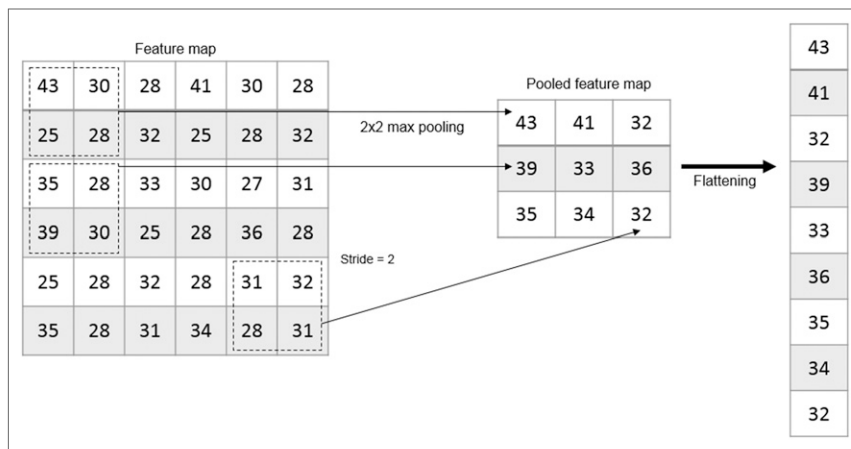 Feature map
43 30 28 41 30 28
25 28 32 25 28 32
35 28 33 30 27 31
39 30 25 28 36 28
25 28 32 28 31 32
35 28 31 34 28 31
2x2 max pooling
Stride = 2
Pooled feature map
43 41 32
39 33 36
35 34 32
Flattening
43
41
32
39
33
36
35
34
32